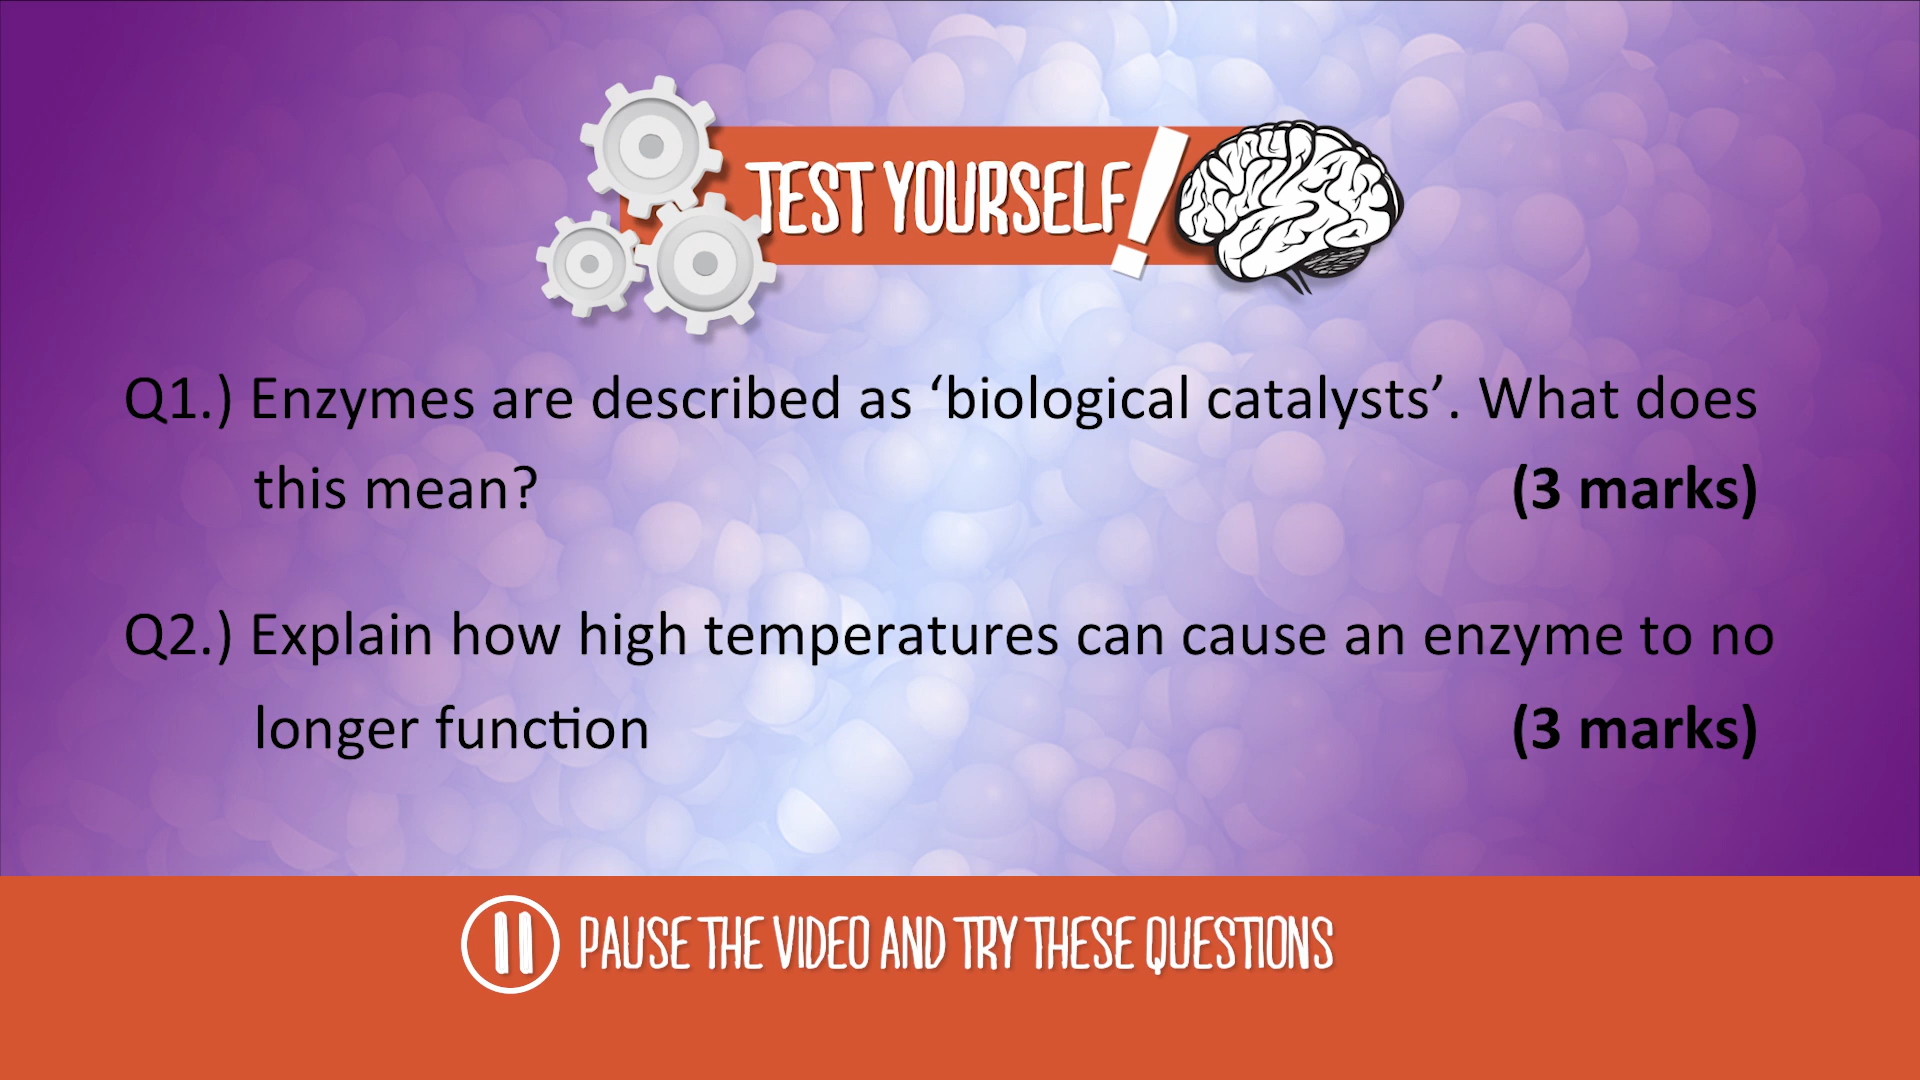 TEST YOURSELF!
Q1.) Enzymes are described as ‘biological catalysts’. What does
this mean? (3 marks)
Q2.) Explain how high temperatures can cause an enzyme to no
longer function (3 marks)
PAUSE THE VIDEO AND TRY THESE QUESTIONS